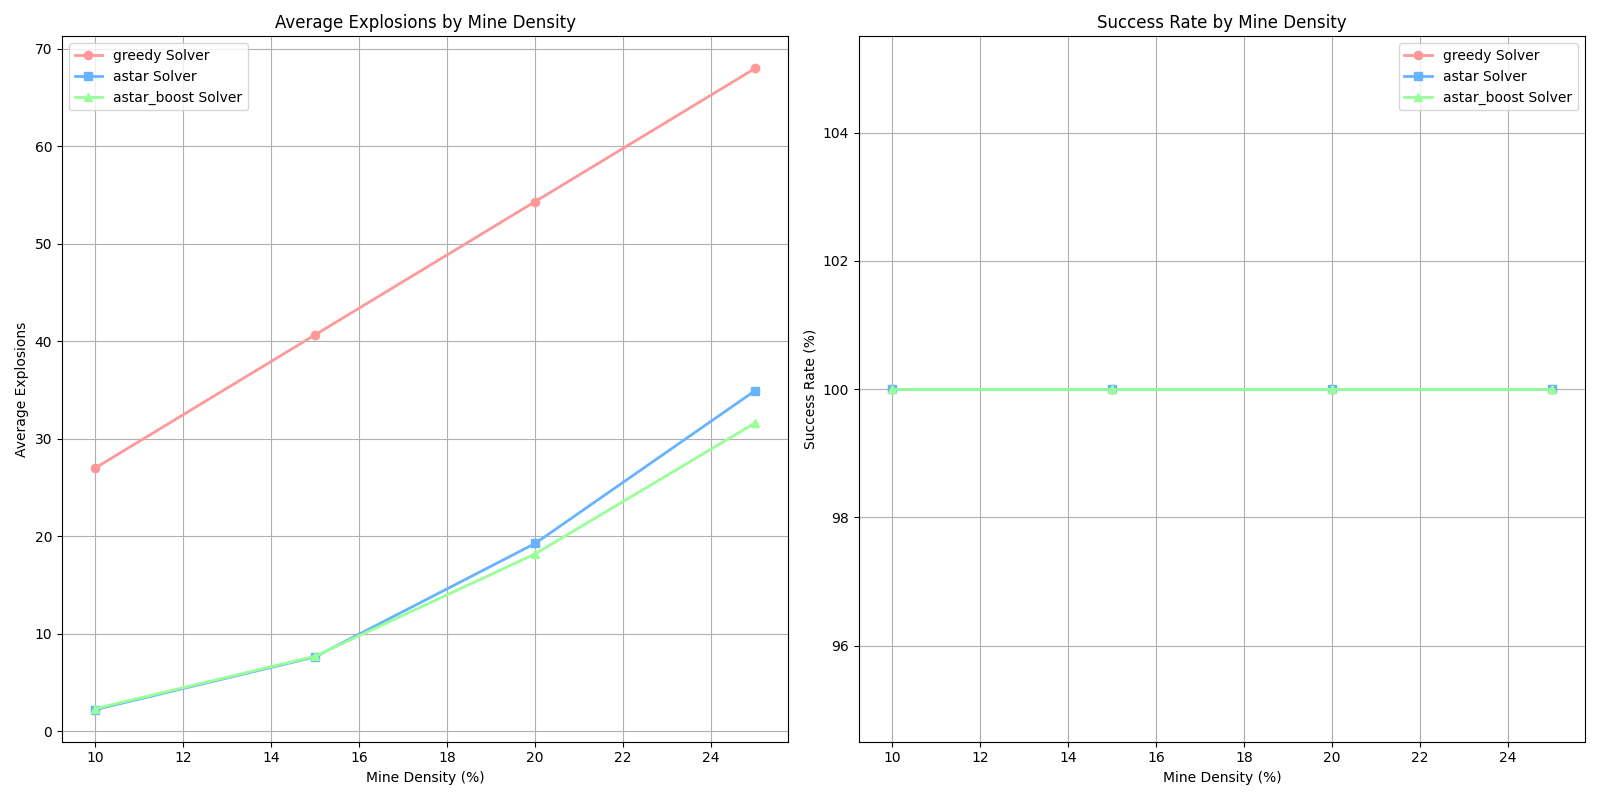 Average Explosions by Mine Density
greedy Solver
astar Solver
astar_boost Solver
Average Explosions
70
60
50
40
30
20
10
0
10 12 14 16 18 20 22 24
Mine Density (%)
Success Rate by Mine Density
greedy Solver
astar Solver
astar_boost Solver
Success Rate (%)
104
102
100
98
96
10 12 14 16 18 20 22 24
Mine Density (%)